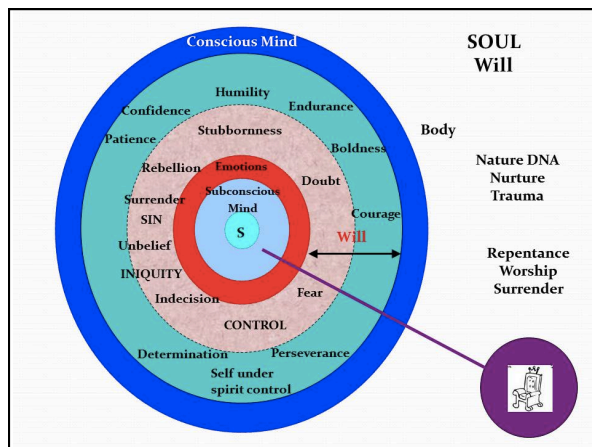 Conscious Mind
SOUL
Will
Humility
Confidence
Endurance
Patience
Stubbornness
Boldness
Body
Rebellion
Emotions
Doubt
Nature DNA
Nurture
Trauma
Subconscious
Mind
Surrender
SIN
Courage
S
Will
Unbelief
INIQUITY
Repentance
Worship
Surrender
Indecision
Fear
CONTROL
Determination
Perseverance
Self under
spirit control